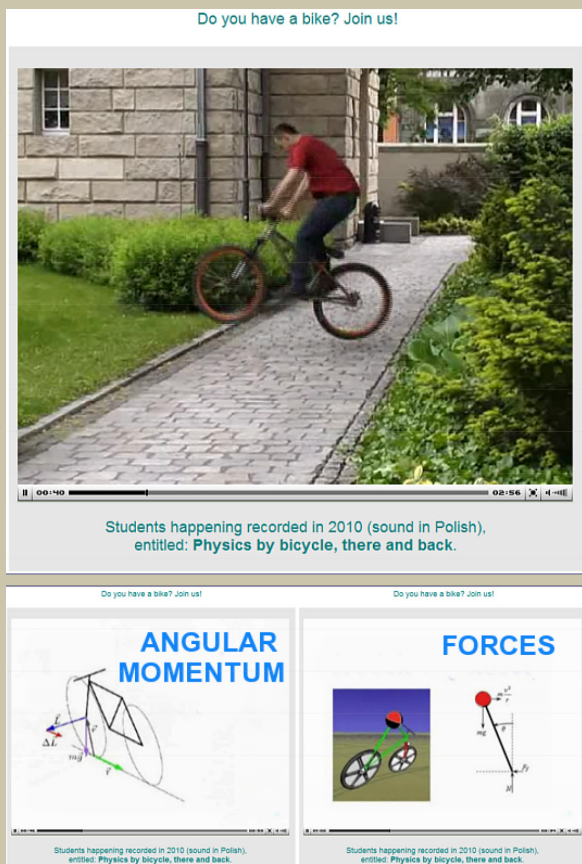 Do you have a bike? Join us!
00:40
02:56
Students happening recorded in 2010 (sound in Polish),
entitled: Physics by bicycle, there and back.
Do you have a bike? Join us!
ANGULAR
MOMENTUM
L
ΔL
mg
Students happening recorded in 2010 (sound in Polish),
entitled: Physics by bicycle, there and back.
Do you have a bike? Join us!
FORCES
mg
θ
N
Students happening recorded in 2010 (sound in Polish),
entitled: Physics by bicycle, there and back.